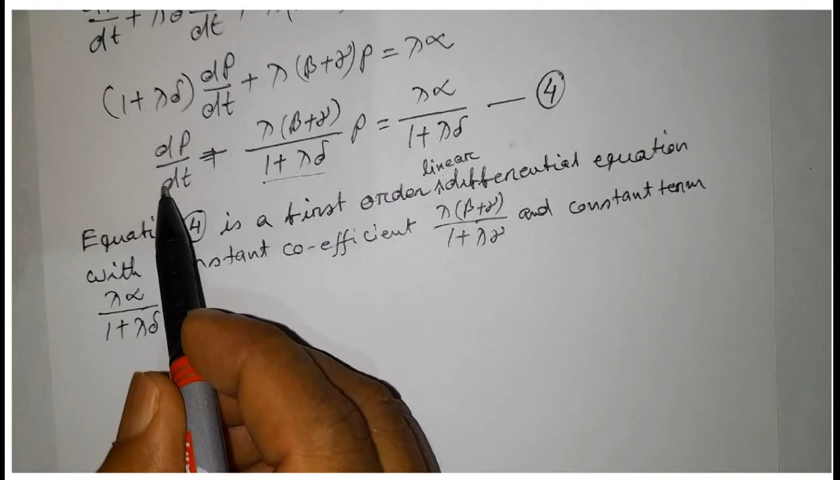 (1+λδ) dP/dt + λ(β+γ)P = λα
dP/dt + λ(β+γ)/(1+λδ) P = λα/(1+λδ) — ④
Equati ④ is a first order linear differential equation
with nstant co-efficient λ(β+γ)/(1+λγ) and constant term
λα/(1+λδ)